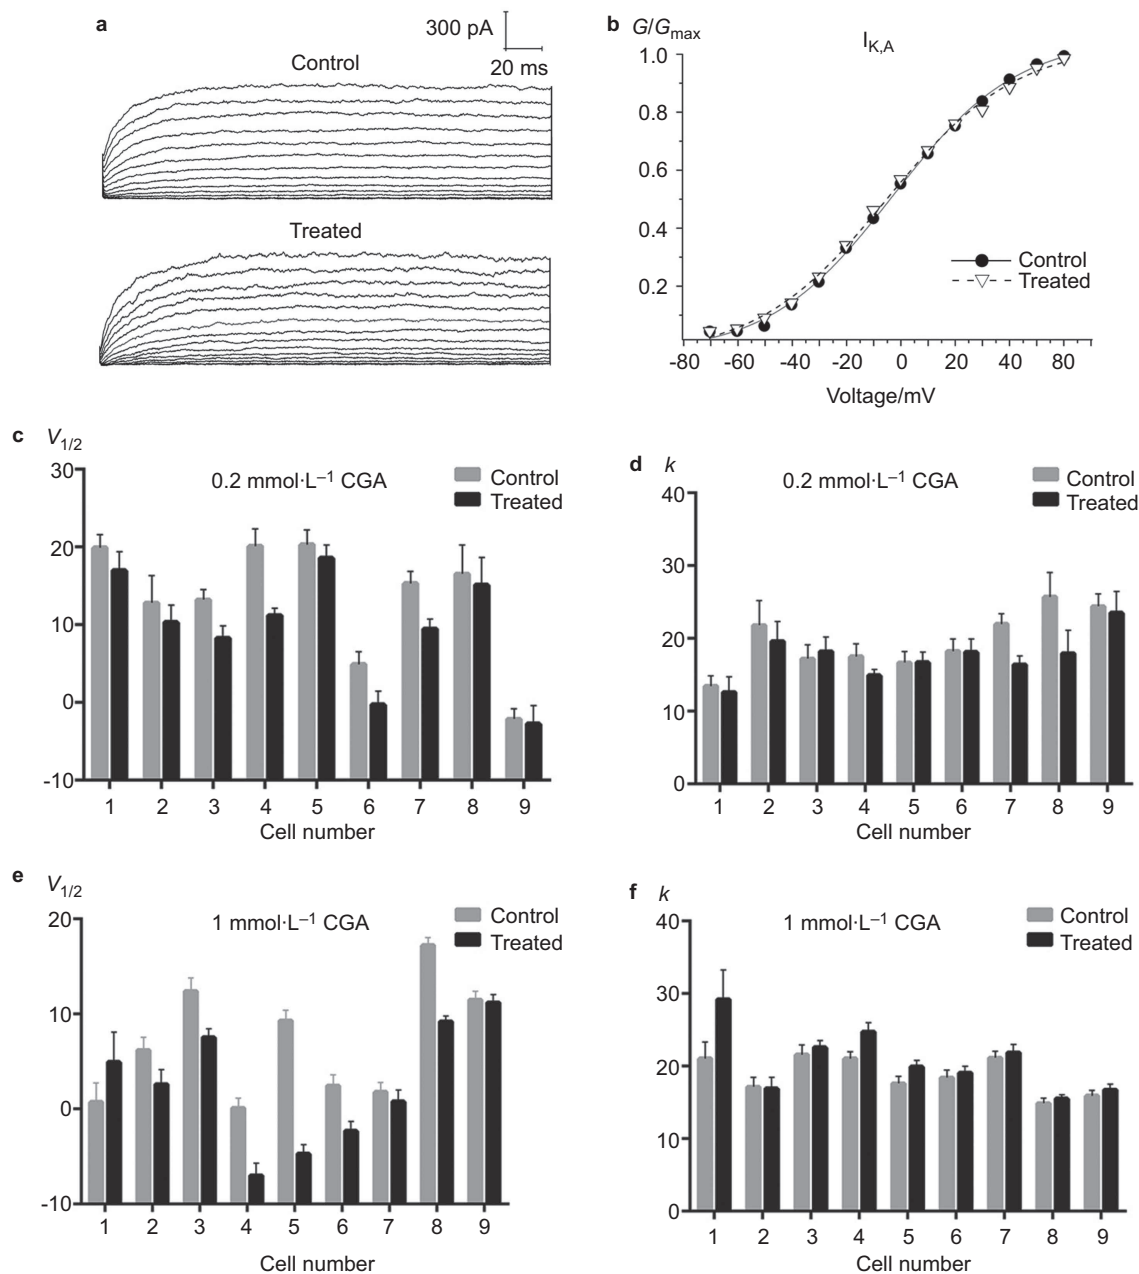 a
300 pA
20 ms
Control
Treated
b
G/Gmax
IK,A
1.0
0.8
0.6
0.4
0.2
-80 -40 -20 0 20 40 80
Voltage/mV
Control
Treated
c
V1/2
0.2 mmol·L–1 CGA
Control
Treated
30
20
10
0
-10
1 2 3 4 5 6 7 8 9
Cell number
d
k
0.2 mmol·L–1 CGA
Control
Treated
40
30
20
10
0
1 2 3 4 5 6 7 8 9
Cell number
e
V1/2
1 mmol·L–1 CGA
Control
Treated
20
10
0
-10
1 2 3 4 5 6 7 8 9
Cell number
f
k
1 mmol·L–1 CGA
Control
Treated
40
30
20
10
0
1 2 3 4 5 6 7 8 9
Cell number